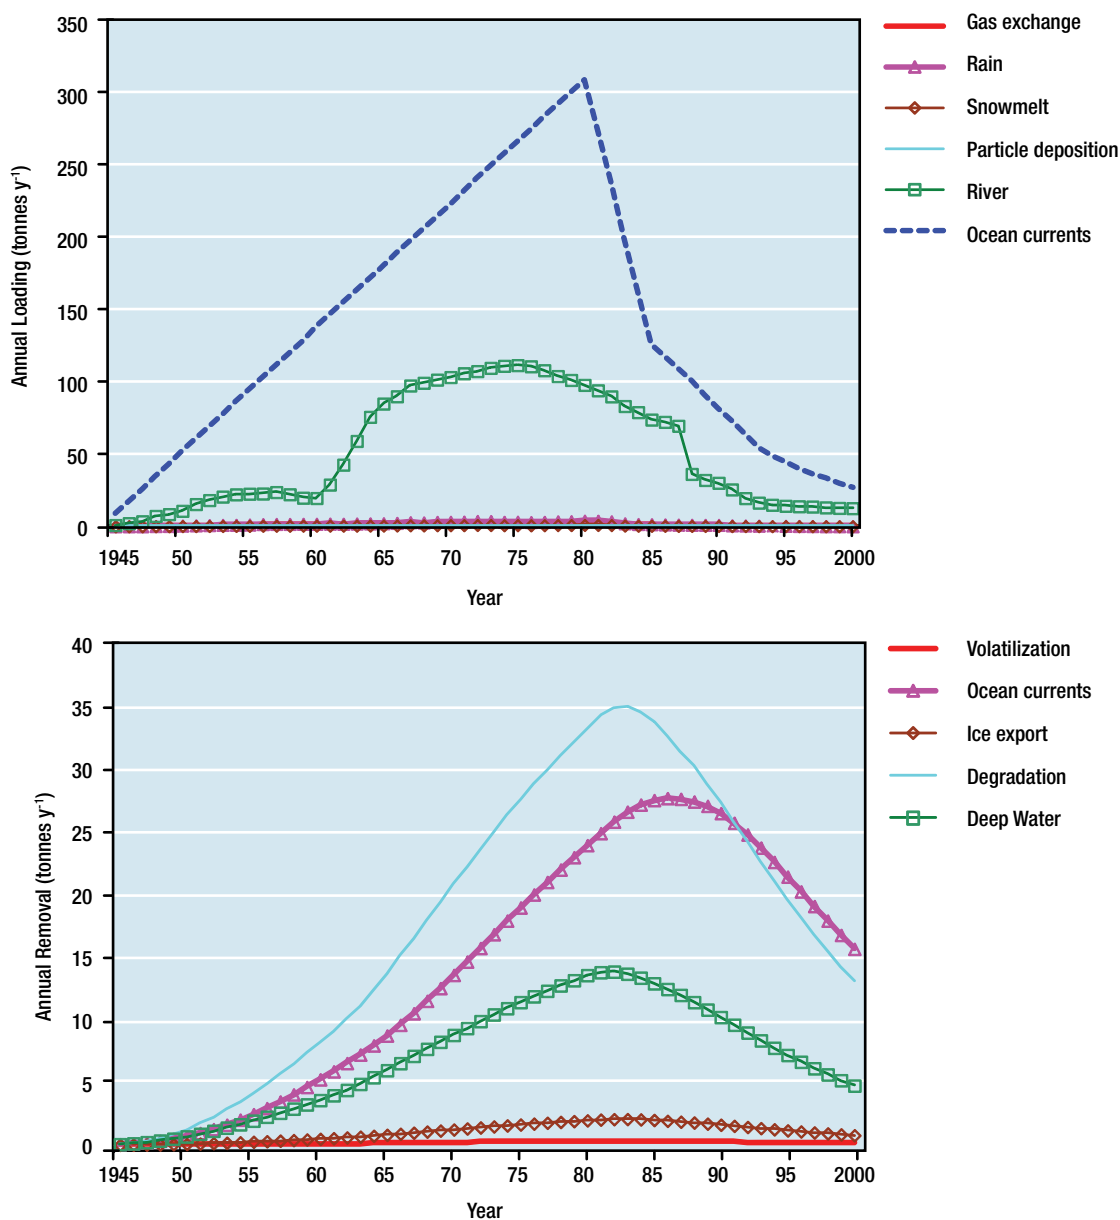 350
300
250
200
150
100
50
0
Annual Loading (tonnes y⁻¹)
1945 50 55 60 65 70 75 80 85 90 95 2000
Year
Gas exchange
Rain
Snowmelt
Particle deposition
River
Ocean currents
40
35
30
25
20
15
10
5
0
Annual Removal (tonnes y⁻¹)
1945 50 55 60 65 70 75 80 85 90 95 2000
Year
Volatilization
Ocean currents
Ice export
Degradation
Deep Water